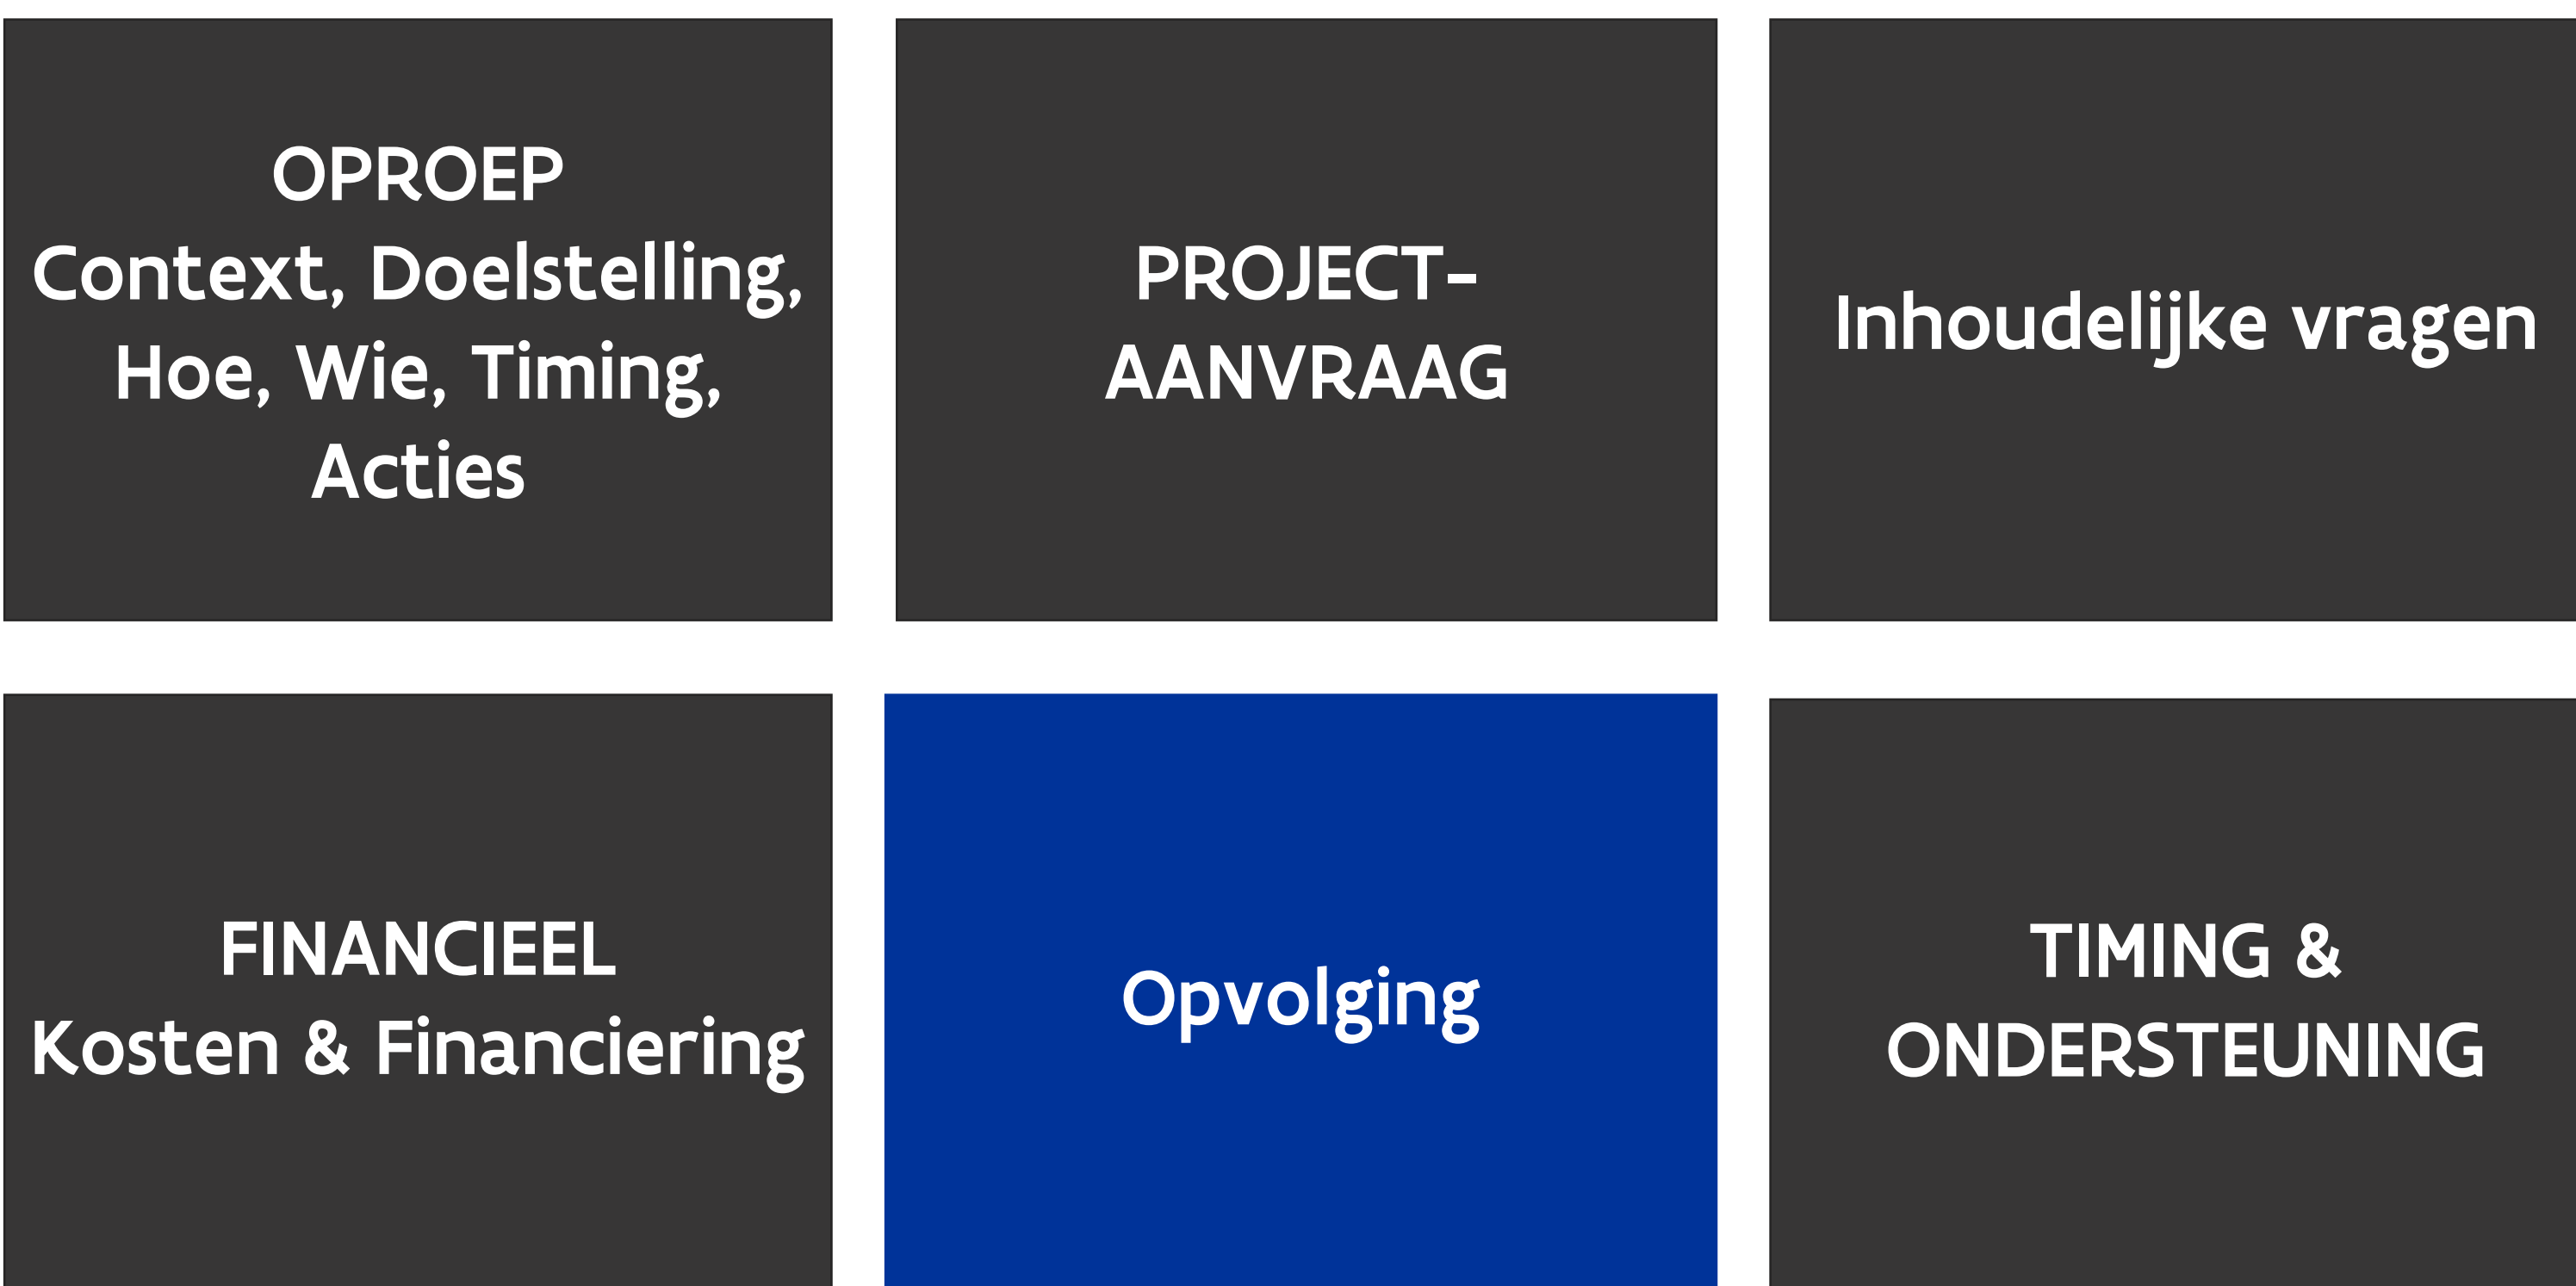 OPROEP
Context, Doelstelling,
Hoe, Wie, Timing,
Acties
PROJECT-
AANVRAAG
Inhoudelijke vragen
FINANCIEEL
Kosten & Financiering
Opvolging
TIMING &
ONDERSTEUNING